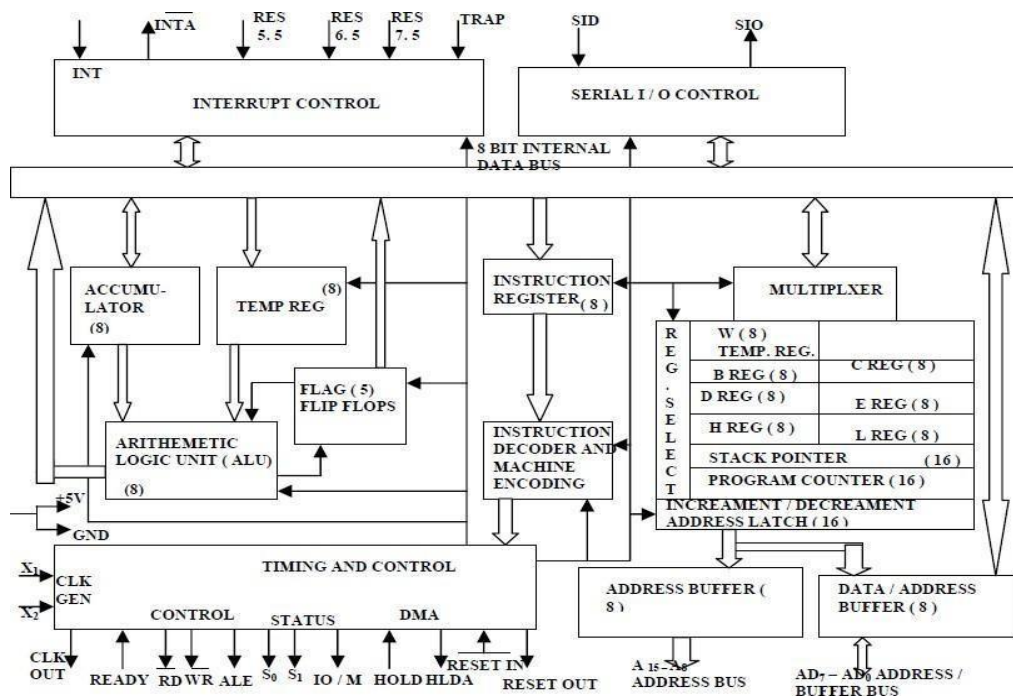 INTA
RES
5. 5
RES
6. 5
RES
7. 5
TRAP
SID
SIO
INT
INTERRUPT CONTROL
SERIAL I / O CONTROL
8 BIT INTERNAL
DATA BUS
ACCUMU-
LATOR
(8)
(8)
TEMP REG
INSTRUCTION
REGISTER ( 8 )
MULTIPLXER
R
E
G
.
S
E
L
E
C
T
W ( 8 )
TEMP. REG.
B REG ( 8 )
C REG ( 8 )
D REG ( 8 )
E REG ( 8 )
H REG ( 8 )
L REG ( 8 )
STACK POINTER
( 16 )
PROGRAM COUNTER ( 16 )
INCREAMENT / DECREAMENT
ADDRESS LATCH ( 16 )
FLAG ( 5 )
FLIP FLOPS
ARITHEMETIC
LOGIC UNIT ( ALU )
(8)
INSTRUCTION
DECODER AND
MACHINE
ENCODING
+5V
GND
X1
X2
CLK
GEN
TIMING AND CONTROL
CONTROL
STATUS
DMA
ADDRESS BUFFER (
8 )
DATA / ADDRESS
BUFFER ( 8 )
CLK
OUT
READY
RD
WR
ALE
S0
S1
IO / M
HOLD
HLDA
RESET IN
RESET OUT
A 15 – A8
ADDRESS BUS
AD7 – AD0 ADDRESS /
BUFFER BUS